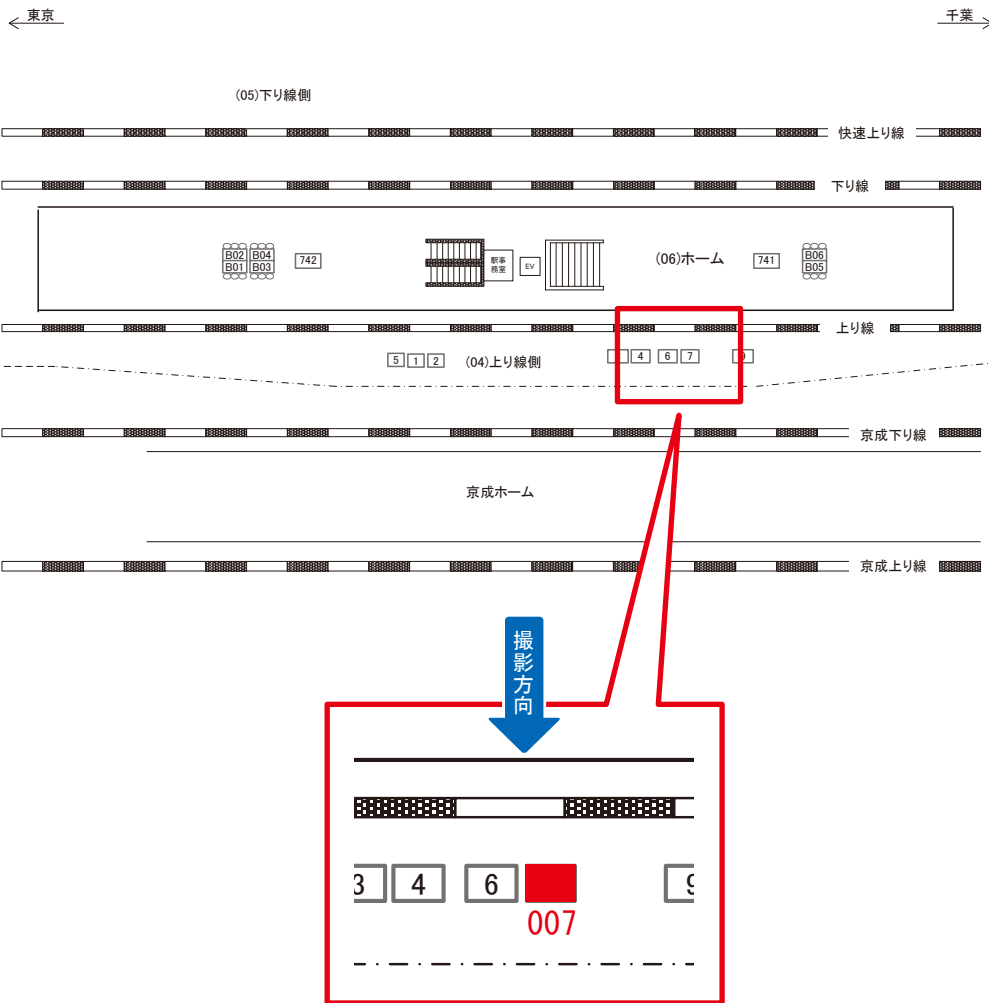 東京
千葉
(05)下り線側
快速上り線
下り線
B02 B04
B01 B03
742
駅事
務室
EV
(06)ホーム
741
B06
B05
上り線
5 1 2
(04)上り線側
4 6 7
9
京成下り線
京成ホーム
京成上り線
撮影方向
3 4 6 9
007